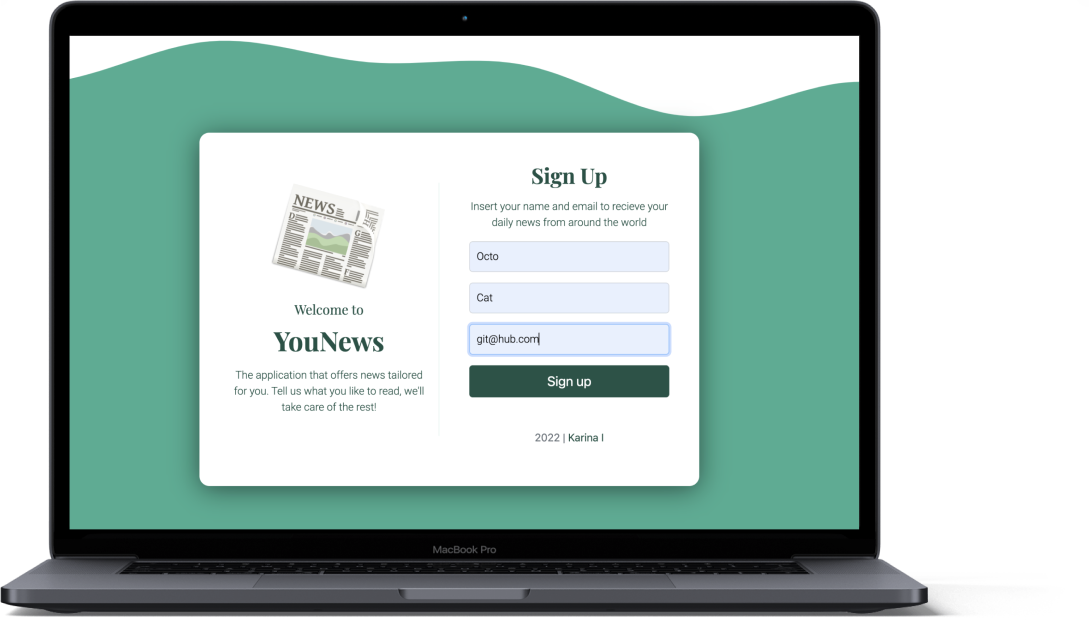 NEWS
Welcome to
YouNews
The application that offers news tailored
for you. Tell us what you like to read, we'll
take care of the rest!
Sign Up
Insert your name and email to recieve your
daily news from around the world
Octo
Cat
git@hub.com
Sign up
2022 | Karina I
MacBook Pro